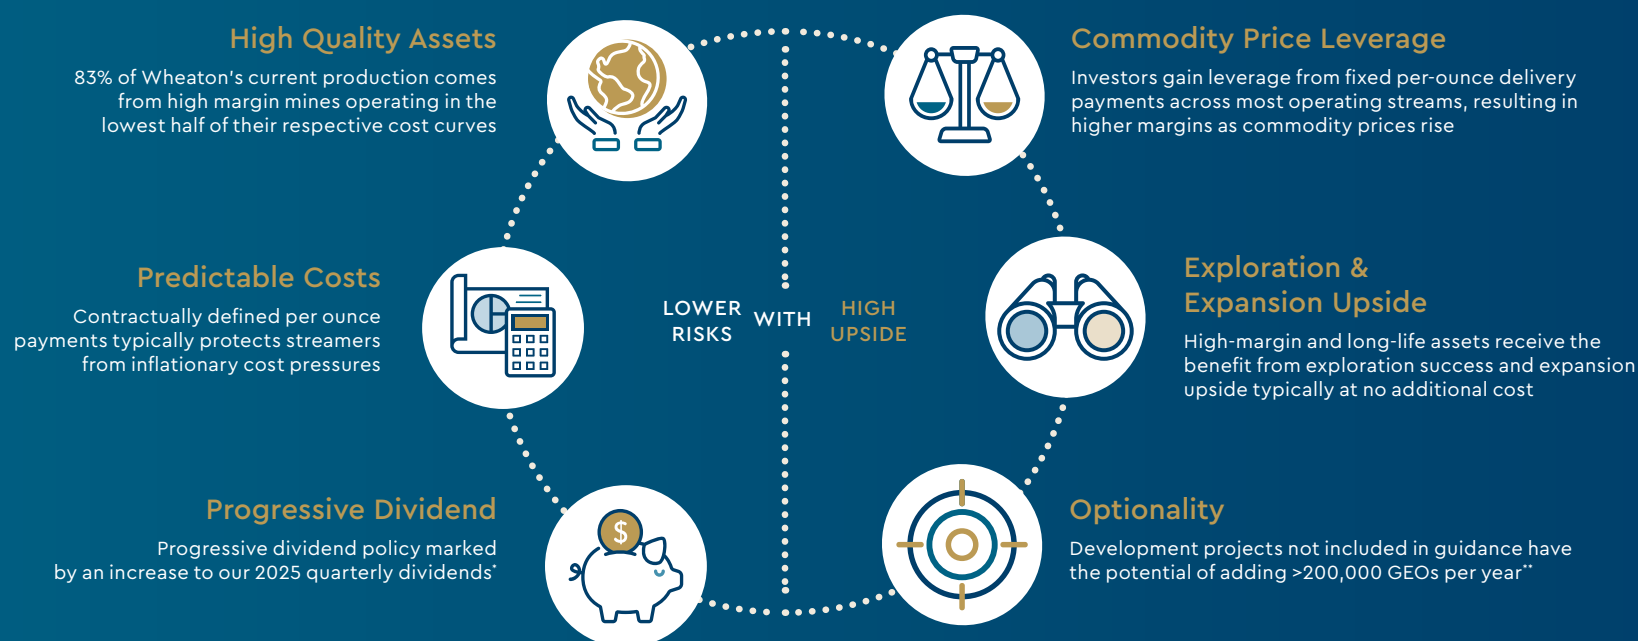 High Quality Assets
83% of Wheaton's current production comes
from high margin mines operating in the
lowest half of their respective cost curves
Predictable Costs
Contractually defined per ounce
payments typically protects streamers
from inflationary cost pressures
Progressive Dividend
Progressive dividend policy marked
by an increase to our 2025 quarterly dividends*
$
LOWER
RISKS
WITH
HIGH
UPSIDE
Commodity Price Leverage
Investors gain leverage from fixed per-ounce delivery
payments across most operating streams, resulting in
higher margins as commodity prices rise
Exploration &
Expansion Upside
High-margin and long-life assets receive the
benefit from exploration success and expansion
upside typically at no additional cost
Optionality
Development projects not included in guidance have
the potential of adding >200,000 GEOs per year**